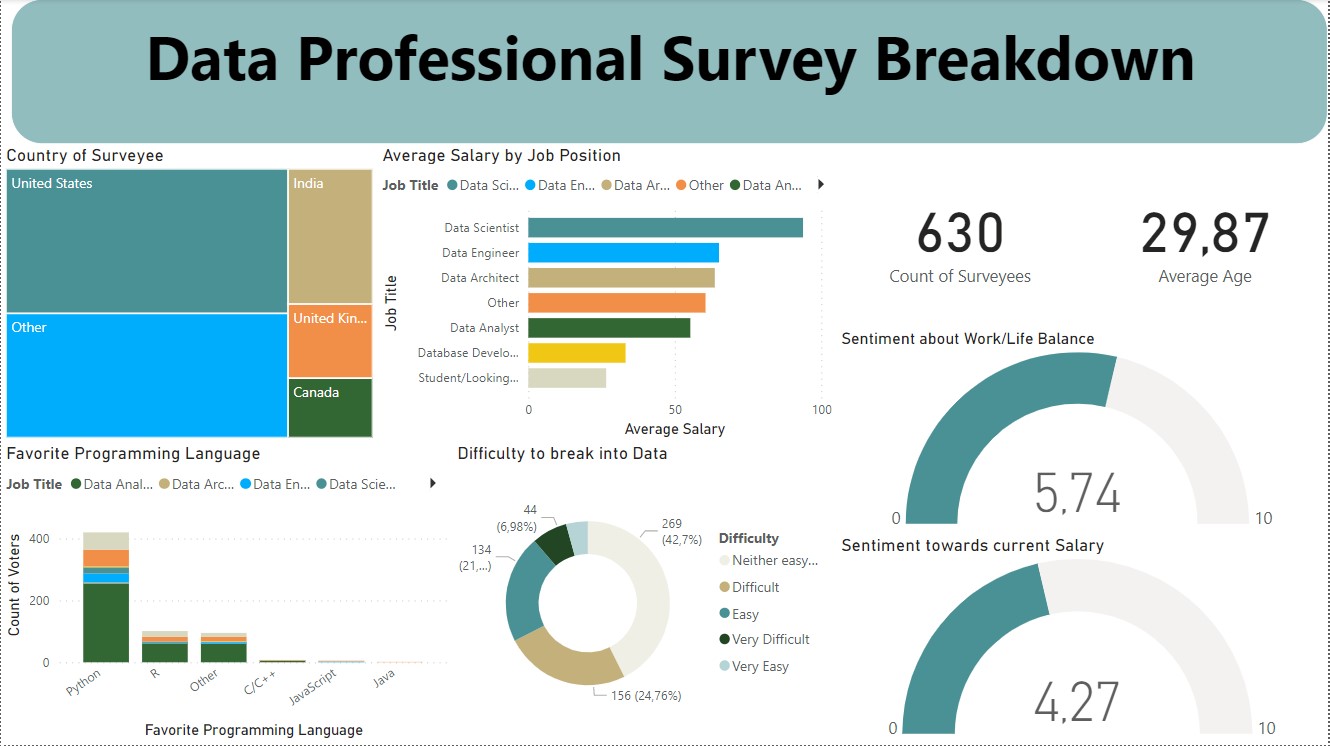 Data Professional Survey Breakdown
Country of Surveyee
United States
India
Other
United Kin...
Canada
Average Salary by Job Position
Job Title Data Sci... Data En... Data Ar... Other Data An...
Job Title
Data Scientist
Data Engineer
Data Architect
Other
Data Analyst
Database Develo...
Student/Looking...
0 50 100
Average Salary
630
Count of Surveyees
29,87
Average Age
Sentiment about Work/Life Balance
5,74
0 10
Favorite Programming Language
Job Title Data Anal... Data Arc... Data En... Data Scie...
Count of Voters
400
200
0
Python R Other C/C++ JavaScript Java
Favorite Programming Language
Difficulty to break into Data
44
(6,98%)
269
(42,7%)
134
(21,...)
156 (24,76%)
Difficulty
Neither easy...
Difficult
Easy
Very Difficult
Very Easy
Sentiment towards current Salary
4,27
0 10